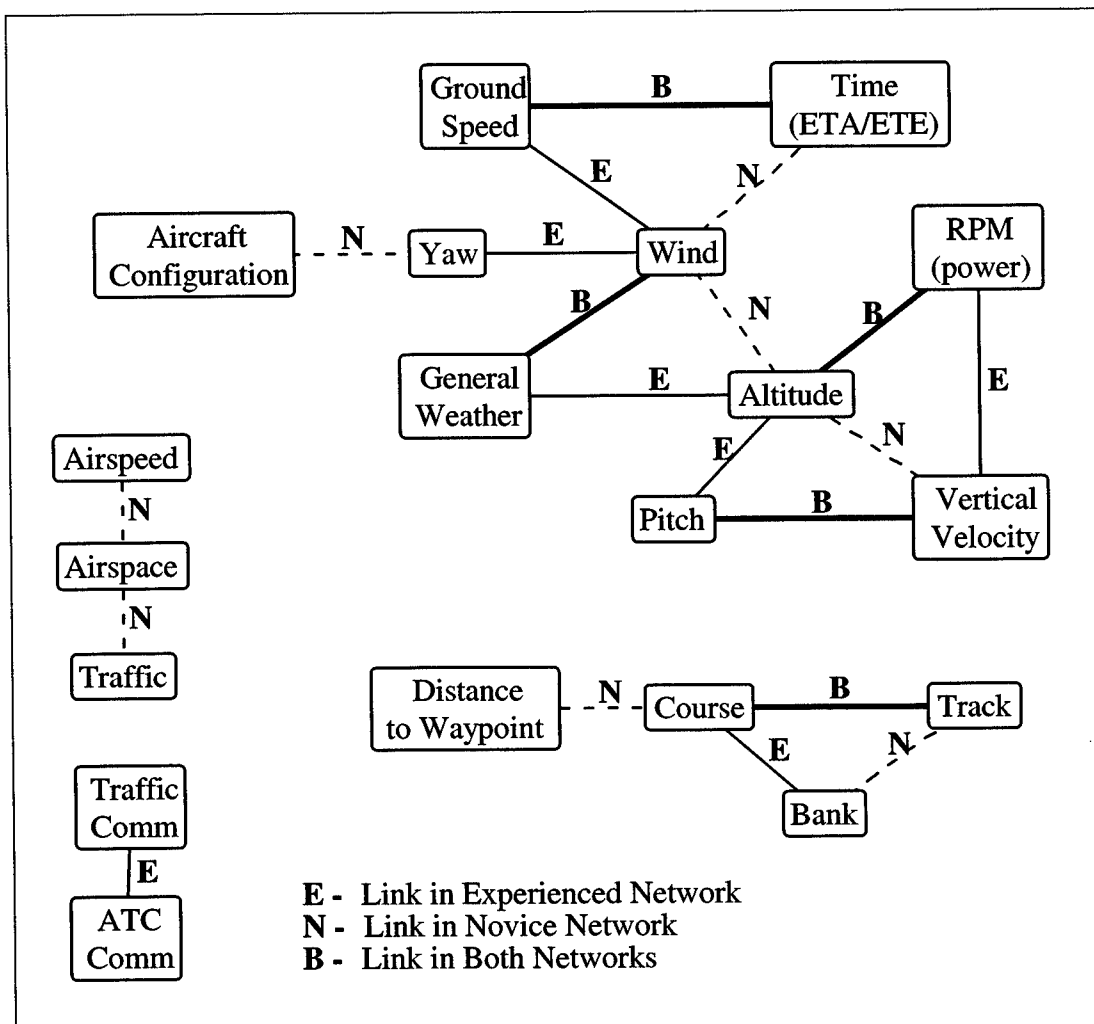 Ground
Speed
B
Time
(ETA/ETE)
E
N
Aircraft
Configuration
N
Yaw
E
Wind
RPM
(power)
B
N
B
General
Weather
E
Altitude
E
Airspeed
E
N
N
Pitch
B
Vertical
Velocity
Airspace
N
Traffic
Distance
to Waypoint
N
Course
B
Track
E
N
Traffic
Comm
Bank
E
ATC
Comm
E - Link in Experienced Network
N - Link in Novice Network
B - Link in Both Networks